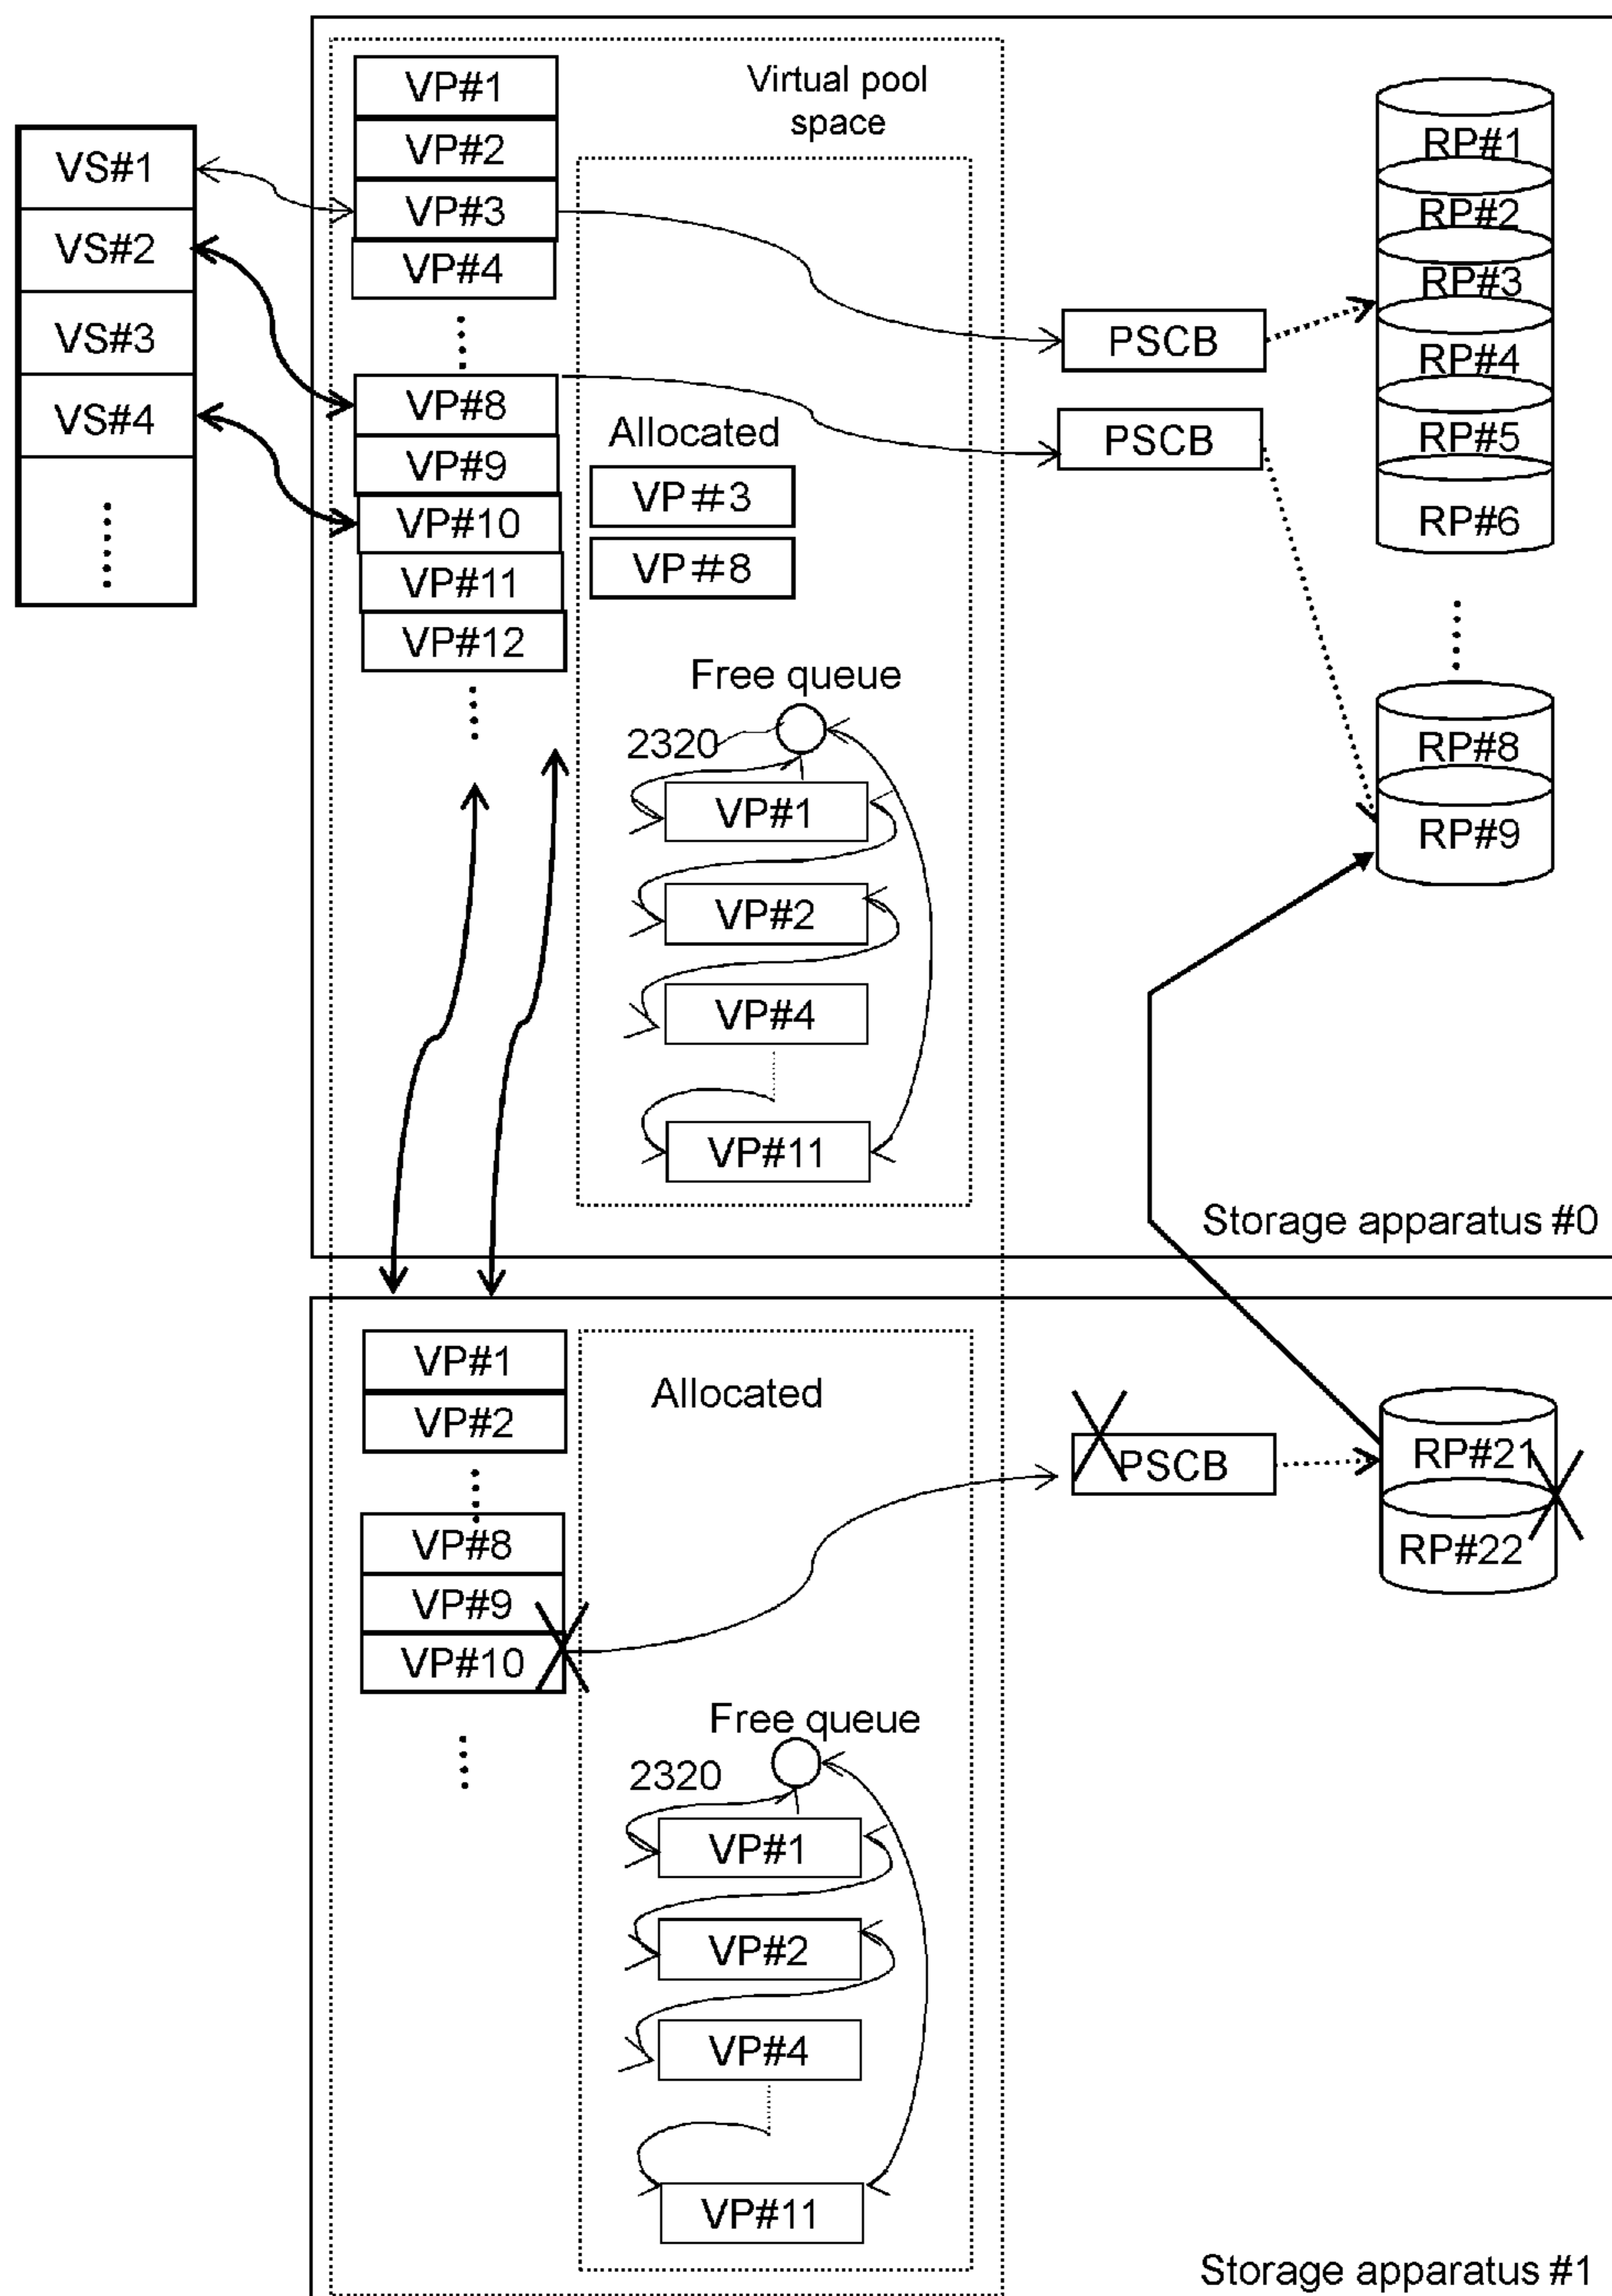 VS#1
VS#2
VS#3
VS#4
VP#1
VP#2
VP#3
VP#4
VP#8
VP#9
VP#10
VP#11
VP#12
Virtual pool
space
Allocated
VP#3
VP#8
Free queue
2320
VP#1
VP#2
VP#4
VP#11
PSCB
PSCB
RP#1
RP#2
RP#3
RP#4
RP#5
RP#6
RP#8
RP#9
Storage apparatus #0
VP#1
VP#2
VP#8
VP#9
VP#10
Allocated
Free queue
2320
VP#1
VP#2
VP#4
VP#11
PSCB
RP#21
RP#22
Storage apparatus #1